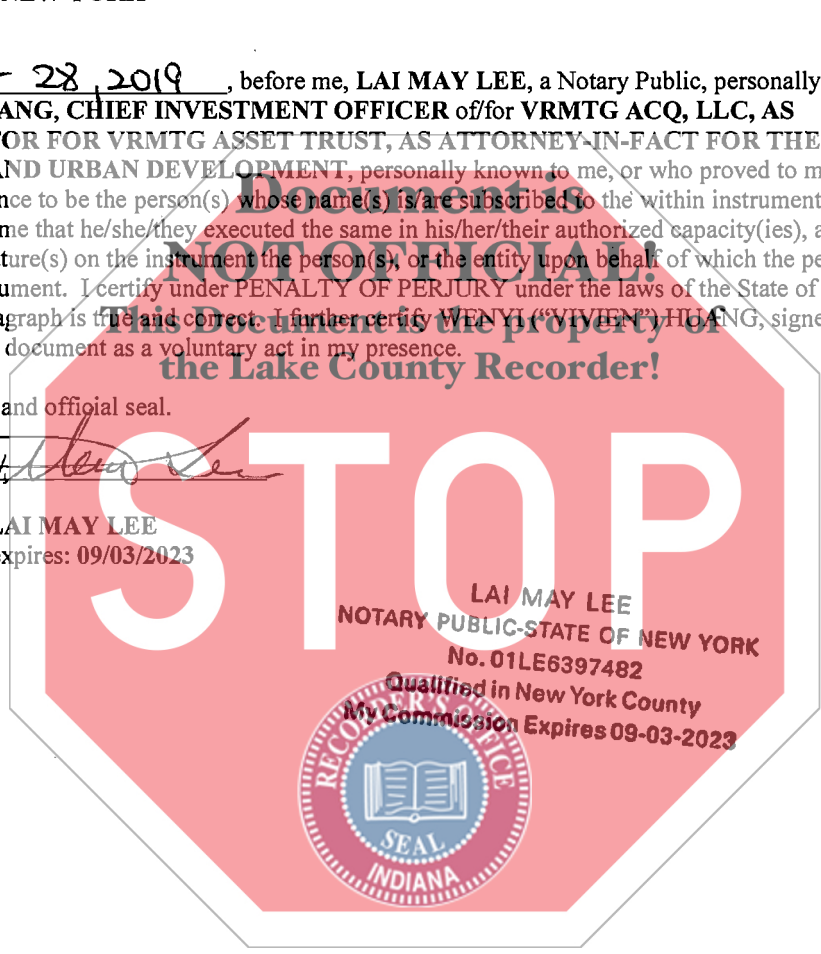 28, 2019, before me, LAI MAY LEE, a Notary Public, personally
ANG, CHIEF INVESTMENT OFFICER of/for VRMTG ACQ, LLC, AS
TOR FOR VRMTG ASSET TRUST, AS ATTORNEY-IN-FACT FOR THE
AND URBAN DEVELOPMENT, personally known to me, or who proved to m
nce to be the person(s) whose name(s) is/are subscribed to the within instrument
me that he/she/they executed the same in his/her/their authorized capacity(ies), a
ture(s) on the instrument the person(s), or the entity upon behalf of which the pe
ument. I certify under PENALTY OF PERJURY under the laws of the State of
agraph is true and correct. I further certify WENYI ("VIVIEN") HUANG, signe
document as a voluntary act in my presence.
and official seal.
LAI MAY LEE
xpires: 09/03/2023
Document is
NOT OFFICIAL!
This Document is the property of
the Lake County Recorder!
STOP
LAI MAY LEE
NOTARY PUBLIC-STATE OF NEW YORK
No. 01LE6397482
Qualified in New York County
My Commission Expires 09-03-2023
RECORDER'S OFFICE
SEAL
INDIANA